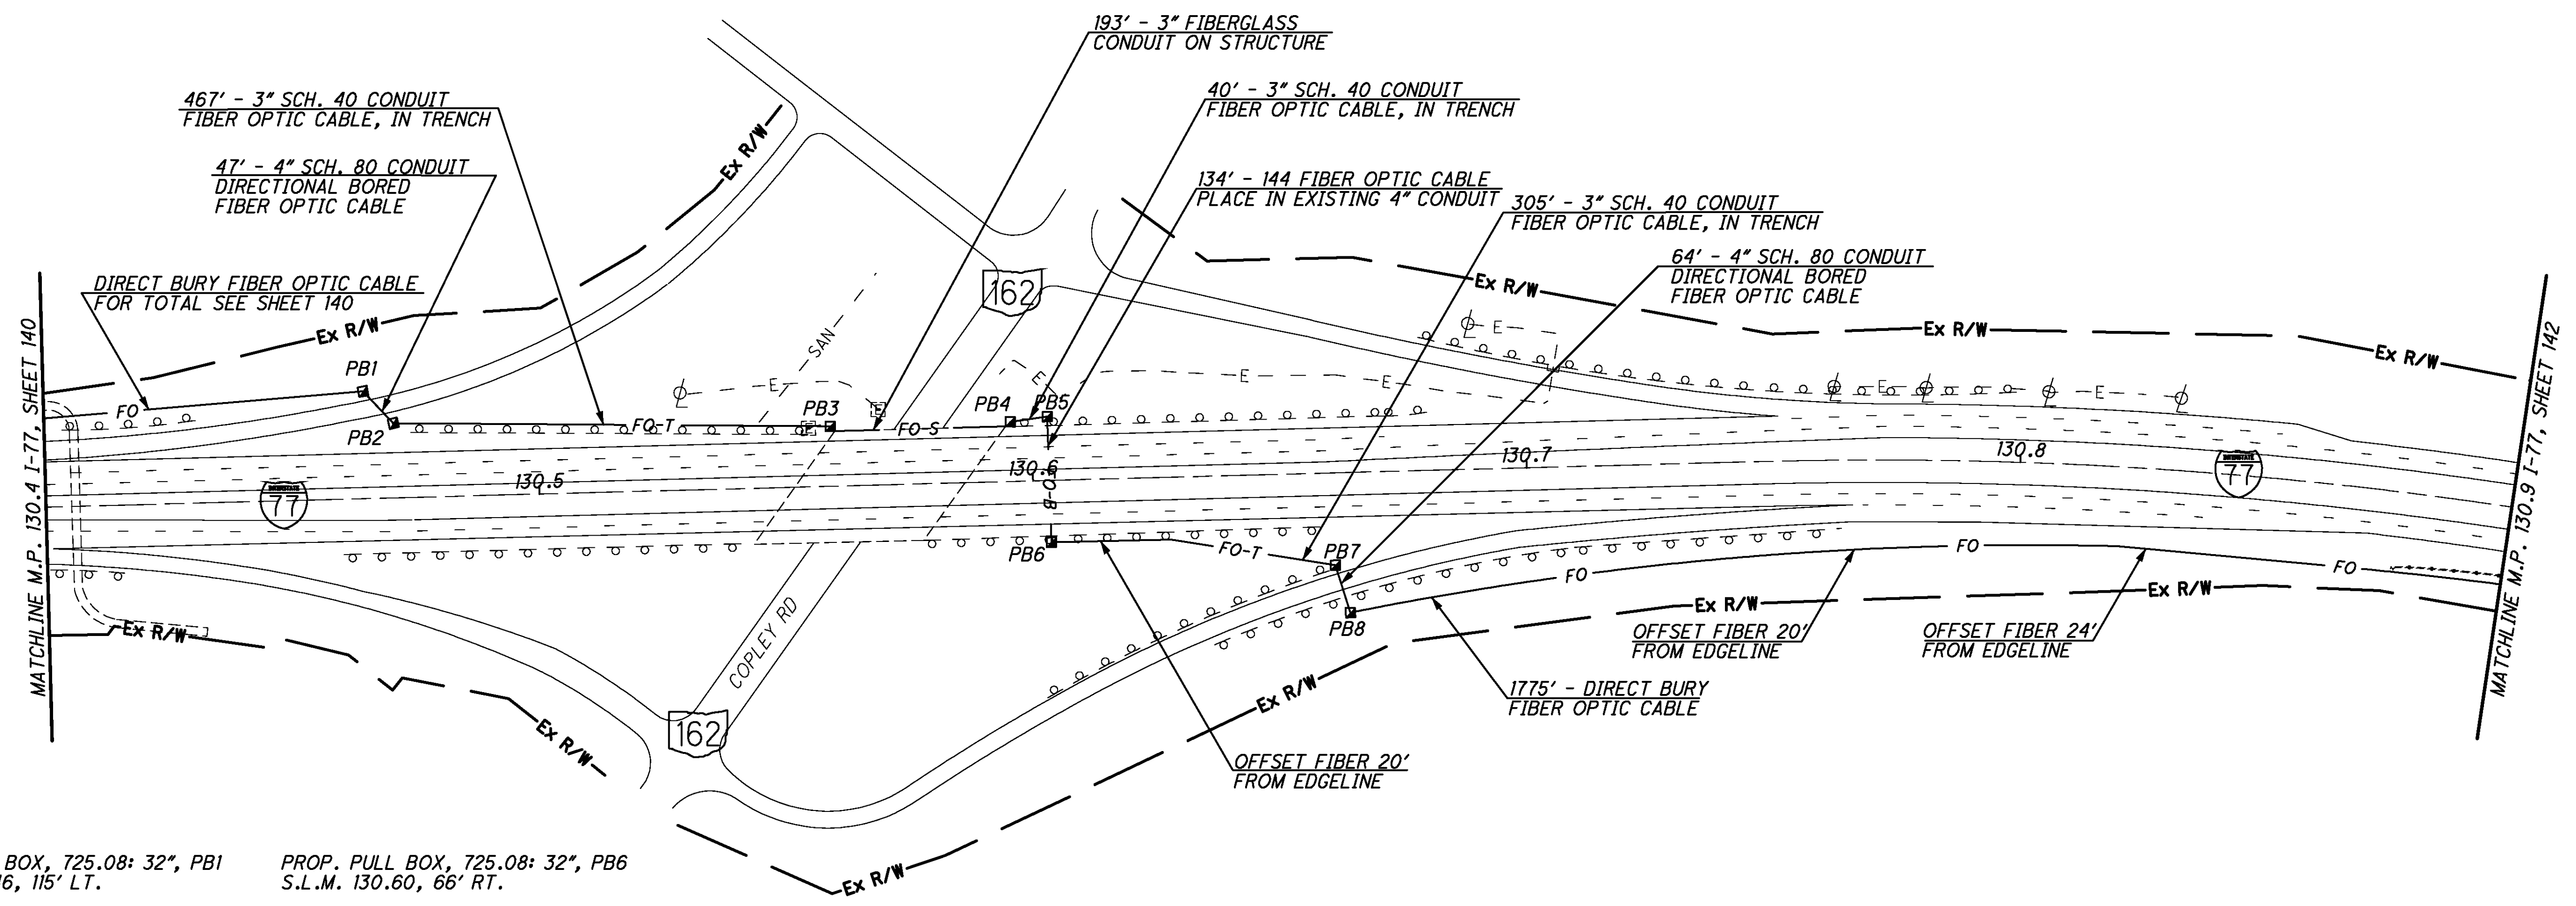 193' - 3" FIBERGLASS
CONDUIT ON STRUCTURE
467' - 3" SCH. 40 CONDUIT
FIBER OPTIC CABLE, IN TRENCH
40' - 3" SCH. 40 CONDUIT
FIBER OPTIC CABLE, IN TRENCH
47' - 4" SCH. 80 CONDUIT
DIRECTIONAL BORED
FIBER OPTIC CABLE
134' - 144 FIBER OPTIC CABLE
PLACE IN EXISTING 4" CONDUIT
305' - 3" SCH. 40 CONDUIT
FIBER OPTIC CABLE, IN TRENCH
64' - 4" SCH. 80 CONDUIT
DIRECTIONAL BORED
FIBER OPTIC CABLE
DIRECT BURY FIBER OPTIC CABLE
FOR TOTAL SEE SHEET 140
Ex R/W
Ex R/W
Ex R/W
Ex R/W
Ex R/W
162
SAN
MATCHLINE M.P. 130.4 I-77, SHEET 140
MATCHLINE M.P. 130.9 I-77, SHEET 142
PB1
PB2
PB3
PB4
PB5
FO
FO-T
FO-S
E
E
E
E
E
E
E
E
130.5
130.6
130.7
130.8
INTERSTATE
77
INTERSTATE
77
FO-B
PB6
FO-T
PB7
PB8
FO
FO
FO
Ex R/W
Ex R/W
Ex R/W
Ex R/W
Ex R/W
Ex R/W
COPLEY RD
162
OFFSET FIBER 20'
FROM EDGELINE
OFFSET FIBER 24'
FROM EDGELINE
1775' - DIRECT BURY
FIBER OPTIC CABLE
OFFSET FIBER 20'
FROM EDGELINE
BOX, 725.08: 32", PB1
16, 115' LT.
PROP. PULL BOX, 725.08: 32", PB6
S.L.M. 130.60, 66' RT.